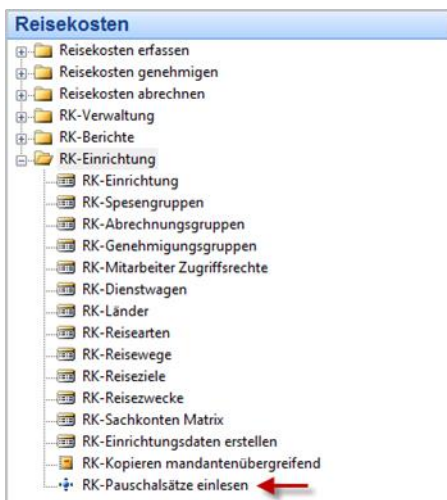 Reisekosten
Reisekosten erfassen
Reisekosten genehmigen
Reisekosten abrechnen
RK-Verwaltung
RK-Berichte
RK-Einrichtung
RK-Einrichtung
RK-Spesengruppen
RK-Abrechnungsgruppen
RK-Genehmigungsgruppen
RK-Mitarbeiter Zugriffsrechte
RK-Dienstwagen
RK-Länder
RK-Reisearten
RK-Reisewege
RK-Reiseziele
RK-Reisezwecke
RK-Sachkonten Matrix
RK-Einrichtungsdaten erstellen
RK-Kopieren mandantenübergreifend
RK-Pauschalsätze einlesen